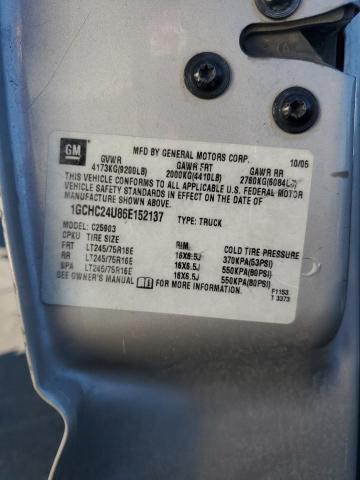 GM
MFD BY GENERAL MOTORS CORP. 10/05
GVWR GAWR FRT GAWR RR
4173KG(9200LB) 2000KG(4410LB) 2760KG(6084LB)
THIS VEHICLE CONFORMS TO ALL APPLICABLE U.S. FEDERAL MOTOR
VEHICLE SAFETY STANDARDS IN EFFECT ON THE DATE OF
MANUFACTURE SHOWN ABOVE.
1GCHC24U86E152137 TYPE: TRUCK
MODEL: C25903
CPKU TIRE SIZE RIM COLD TIRE PRESSURE
FRT LT245/75R16E 16X6.5J 370KPA(53PSI)
RR LT245/75R16E 16X6.5J 550KPA(80PSI)
SPA LT245/75R16E 16X6.5J 550KPA(80PSI)
SEE OWNER'S MANUAL FOR MORE INFORMATION.
F1153
T 3373